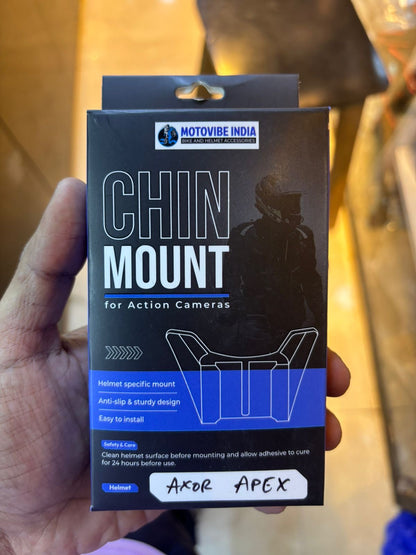 MOTOVIBE INDIA
BIKE AND HELMET ACCESSORIES
CHIN
MOUNT
for Action Cameras
Helmet specific mount
Anti-slip & sturdy design
Easy to install
Safety & Care
Clean helmet surface before mounting and allow adhesive to cure
for 24 hours before use.
Helmet AXOR APEX